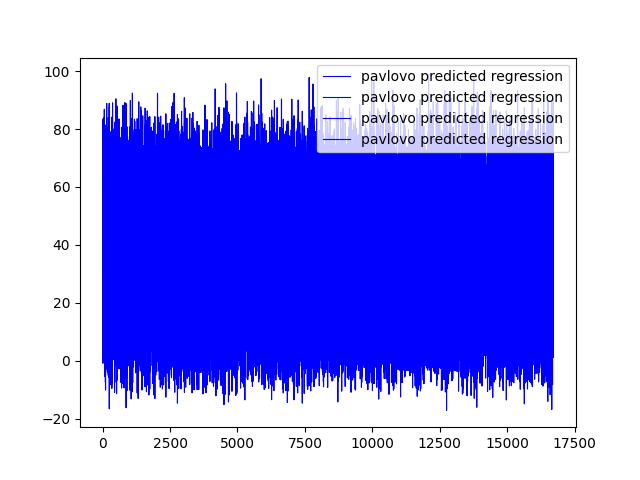 pavlovo predicted regression
pavlovo predicted regression
pavlovo predicted regression
pavlovo predicted regression
100
80
60
40
20
0
−20
0 2500 5000 7500 10000 12500 15000 17500